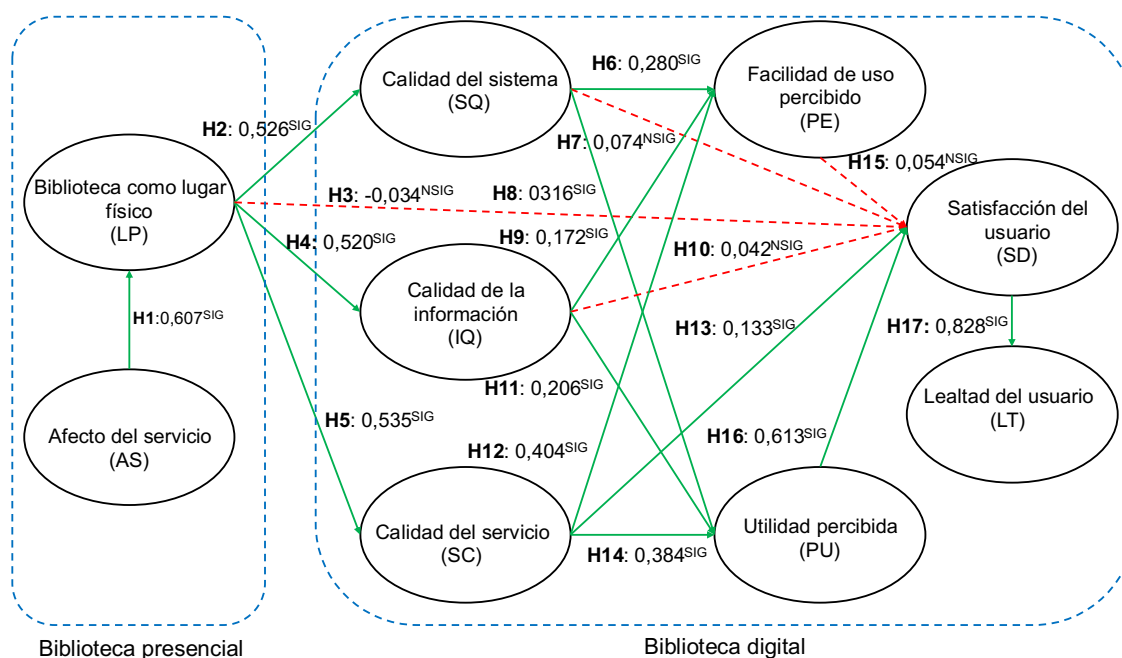 Calidad del sistema
(SQ)
H6: 0,280SIG
Facilidad de uso
percibido
(PE)
H2: 0,526SIG
H7: 0,074NSIG
H15: 0,054NSIG
Biblioteca como lugar
físico
(LP)
H3: -0,034NSIG
H8: 0316SIG
Satisfacción del
usuario
(SD)
H4: 0,520SIG
H9: 0,172SIG
H10: 0,042NSIG
Calidad de la
información
(IQ)
H1:0,607SIG
H13: 0,133SIG
H17: 0,828SIG
H11: 0,206SIG
Lealtad del usuario
(LT)
H5: 0,535SIG
H16: 0,613SIG
Afecto del servicio
(AS)
H12: 0,404SIG
Calidad del servicio
(SC)
Utilidad percibida
(PU)
H14: 0,384SIG
Biblioteca presencial
Biblioteca digital